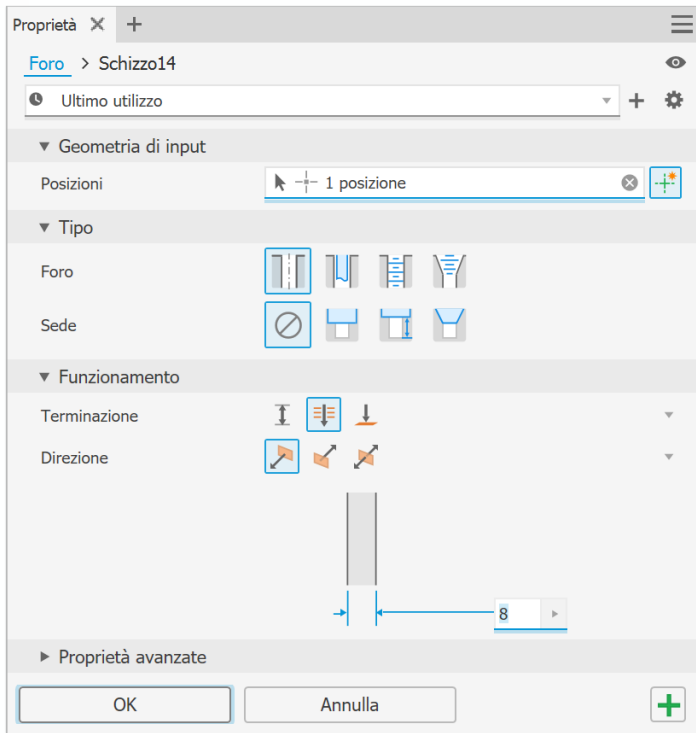 Proprietà
Foro > Schizzo14
Ultimo utilizzo
Geometria di input
Posizioni 1 posizione
Tipo
Foro
Sede
Funzionamento
Terminazione
Direzione
8
Proprietà avanzate
OK Annulla